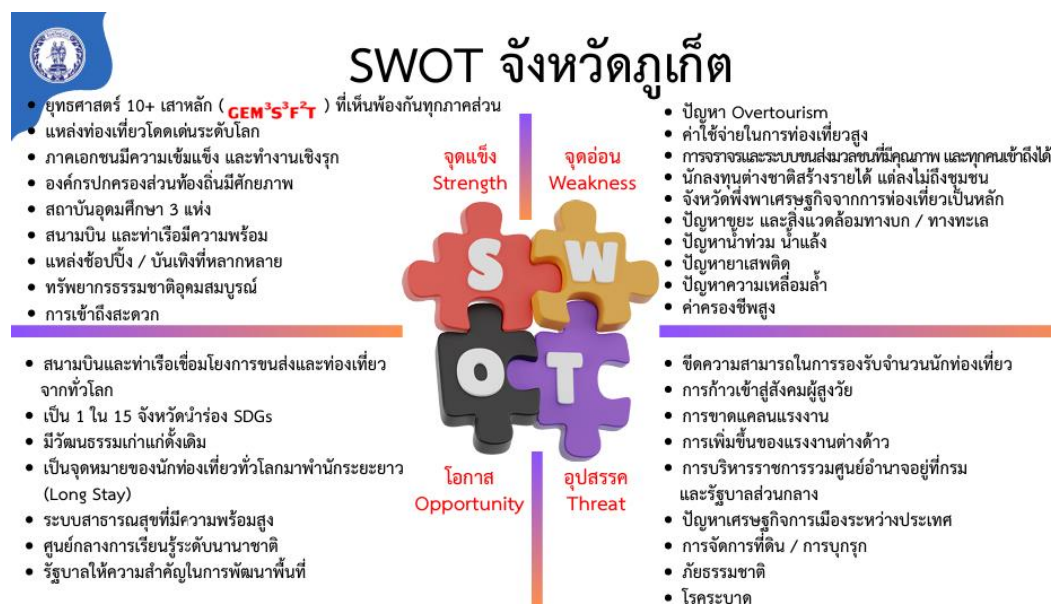 SWOT จังหวัดภูเก็ต
• ยุทธศาสตร์ 10+ เสาหลัก ( GEM³S³F²T ) ที่เห็นพ้องกันทุกภาคส่วน
• แหล่งท่องเที่ยวโดดเด่นระดับโลก
• ภาคเอกชนมีความเข้มแข็ง และทำงานเชิงรุก
• องค์กรปกครองส่วนท้องถิ่นมีศักยภาพ
• สถาบันอุดมศึกษา 3 แห่ง
• สนามบิน และท่าเรือมีความพร้อม
• แหล่งช้อปปิ้ง / บันเทิงที่หลากหลาย
• ทรัพยากรธรรมชาติอุดมสมบูรณ์
• การเข้าถึงสะดวก
จุดแข็ง
Strength
จุดอ่อน
Weakness
• ปัญหา Overtourism
• ค่าใช้จ่ายในการท่องเที่ยวสูง
• การจราจรและระบบขนส่งมวลชนที่มีคุณภาพ และทุกคนเข้าถึงได้
• นักลงทุนต่างชาติสร้างรายได้ แต่ลงไม่ถึงชุมชน
• จังหวัดพึ่งพาเศรษฐกิจจากการท่องเที่ยวเป็นหลัก
• ปัญหาขยะ และสิ่งแวดล้อมทางบก / ทางทะเล
• ปัญหาน้ำท่วม น้ำแล้ง
• ปัญหายาเสพติด
• ปัญหาความเหลื่อมล้ำ
• ค่าครองชีพสูง
S
W
O
T
• สนามบินและท่าเรือเชื่อมโยงการขนส่งและท่องเที่ยว
จากทั่วโลก
• เป็น 1 ใน 15 จังหวัดนำร่อง SDGs
• มีวัฒนธรรมเก่าแก่ดั้งเดิม
• เป็นจุดหมายของนักท่องเที่ยวทั่วโลกมาพำนักระยะยาว
(Long Stay)
• ระบบสาธารณสุขที่มีความพร้อมสูง
• ศูนย์กลางการเรียนรู้ระดับนานาชาติ
• รัฐบาลให้ความสำคัญในการพัฒนาพื้นที่
โอกาส
Opportunity
อุปสรรค
Threat
• ขีดความสามารถในการรองรับจำนวนนักท่องเที่ยว
• การก้าวเข้าสู่สังคมผู้สูงวัย
• การขาดแคลนแรงงาน
• การเพิ่มขึ้นของแรงงานต่างด้าว
• การบริหารราชการรวมศูนย์อำนาจอยู่ที่กรม
และรัฐบาลส่วนกลาง
• ปัญหาเศรษฐกิจการเมืองระหว่างประเทศ
• การจัดการที่ดิน / การบุกรุก
• ภัยธรรมชาติ
• โรคระบาด